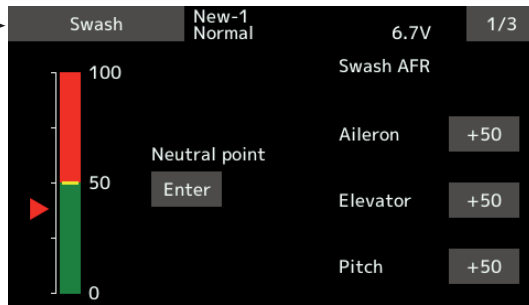 Swash
New-1
Normal
6.7V
1/3
100
50
0
Neutral point
Enter
Swash AFR
Aileron +50
Elevator +50
Pitch +50